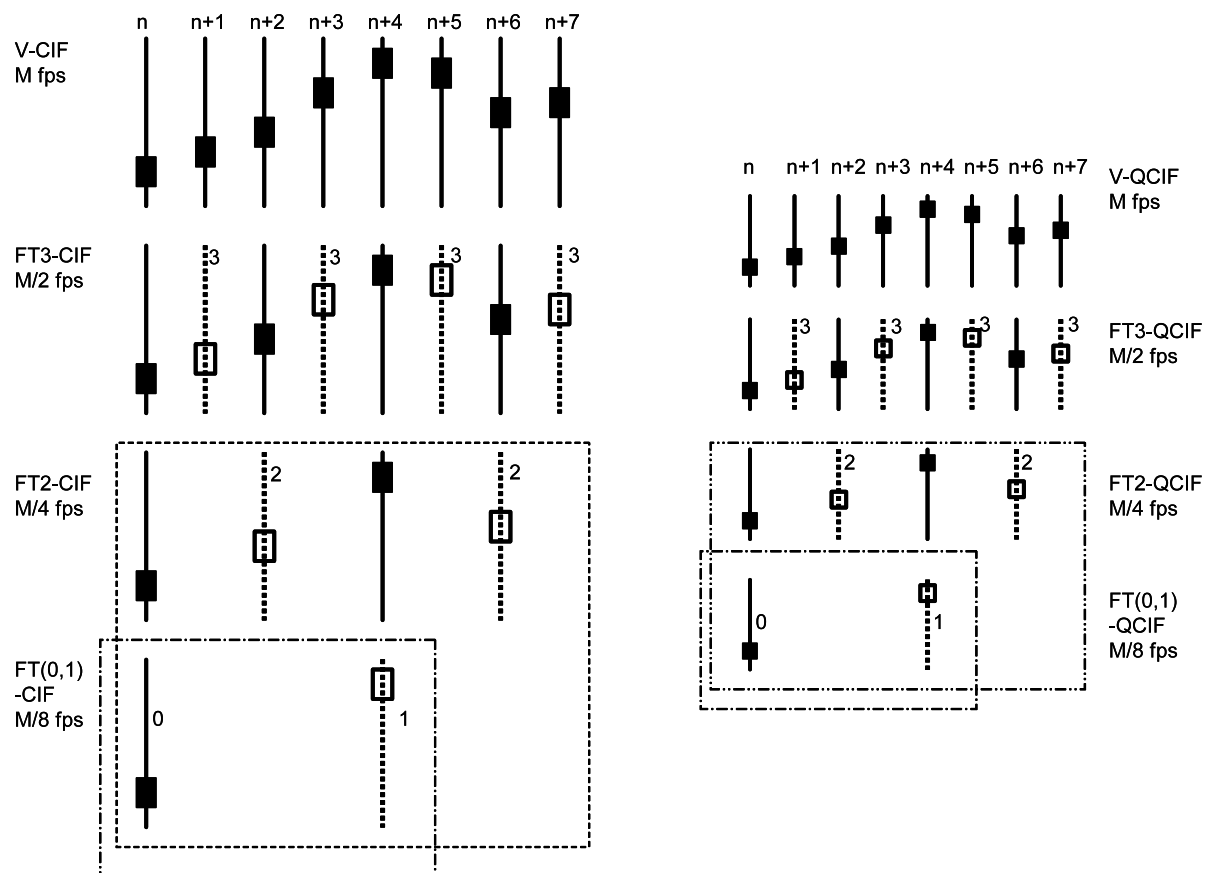 n n+1 n+2 n+3 n+4 n+5 n+6 n+7
V-CIF
M fps
FT3-CIF
M/2 fps
3 3 3 3
FT2-CIF
M/4 fps
2 2
FT(0,1)
-CIF
M/8 fps
0 1
n n+1 n+2 n+3 n+4 n+5 n+6 n+7
V-QCIF
M fps
3 3 3 3
FT3-QCIF
M/2 fps
2 2
FT2-QCIF
M/4 fps
0 1
FT(0,1)
-QCIF
M/8 fps